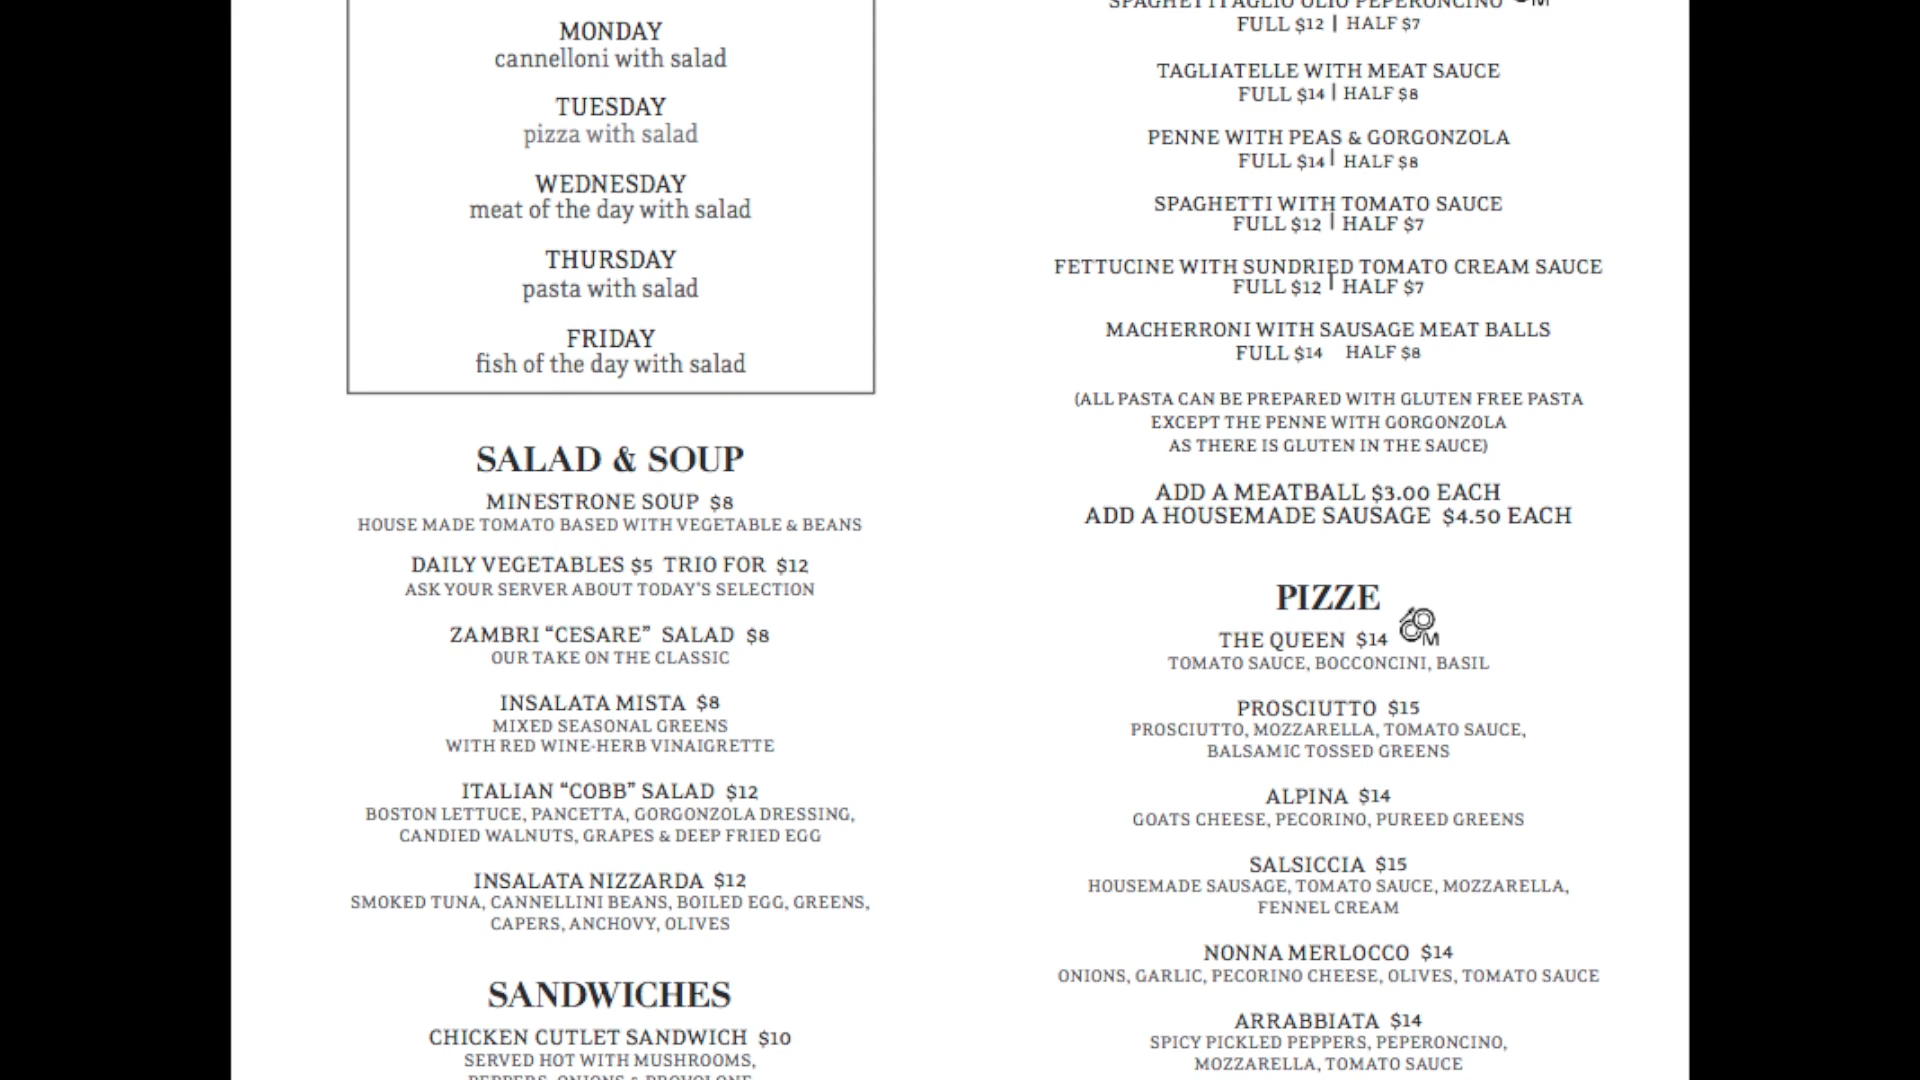 MONDAY
cannelloni with salad
TUESDAY
pizza with salad
WEDNESDAY
meat of the day with salad
THURSDAY
pasta with salad
FRIDAY
fish of the day with salad
SALAD & SOUP
MINESTRONE SOUP $8
HOUSE MADE TOMATO BASED WITH VEGETABLE & BEANS
DAILY VEGETABLES $5 TRIO FOR $12
ASK YOUR SERVER ABOUT TODAY'S SELECTION
ZAMBRI “CESARE” SALAD $8
OUR TAKE ON THE CLASSIC
INSALATA MISTA $8
MIXED SEASONAL GREENS
WITH RED WINE-HERB VINAIGRETTE
ITALIAN “COBB” SALAD $12
BOSTON LETTUCE, PANCETTA, GORGONZOLA DRESSING,
CANDIED WALNUTS, GRAPES & DEEP FRIED EGG
INSALATA NIZZARDA $12
SMOKED TUNA, CANNELLINI BEANS, BOILED EGG, GREENS,
CAPERS, ANCHOVY, OLIVES
SANDWICHES
CHICKEN CUTLET SANDWICH $10
SERVED HOT WITH MUSHROOMS,
PEPPERS, ONIONS & PROVOLONE
SPAGHETTI AGLIO OLIO PEPERONCINO
FULL $12 | HALF $7
TAGLIATELLE WITH MEAT SAUCE
FULL $14 | HALF $8
PENNE WITH PEAS & GORGONZOLA
FULL $14 | HALF $8
SPAGHETTI WITH TOMATO SAUCE
FULL $12 | HALF $7
FETTUCINE WITH SUNDRIED TOMATO CREAM SAUCE
FULL $12 | HALF $7
MACHERRONI WITH SAUSAGE MEAT BALLS
FULL $14 HALF $8
(ALL PASTA CAN BE PREPARED WITH GLUTEN FREE PASTA
EXCEPT THE PENNE WITH GORGONZOLA
AS THERE IS GLUTEN IN THE SAUCE)
ADD A MEATBALL $3.00 EACH
ADD A HOUSEMADE SAUSAGE $4.50 EACH
PIZZE
THE QUEEN $14
TOMATO SAUCE, BOCCONCINI, BASIL
PROSCIUTTO $15
PROSCIUTTO, MOZZARELLA, TOMATO SAUCE,
BALSAMIC TOSSED GREENS
ALPINA $14
GOATS CHEESE, PECORINO, PUREED GREENS
SALSICCIA $15
HOUSEMADE SAUSAGE, TOMATO SAUCE, MOZZARELLA,
FENNEL CREAM
NONNA MERLOCCO $14
ONIONS, GARLIC, PECORINO CHEESE, OLIVES, TOMATO SAUCE
ARRABBIATA $14
SPICY PICKLED PEPPERS, PEPERONCINO,
MOZZARELLA, TOMATO SAUCE